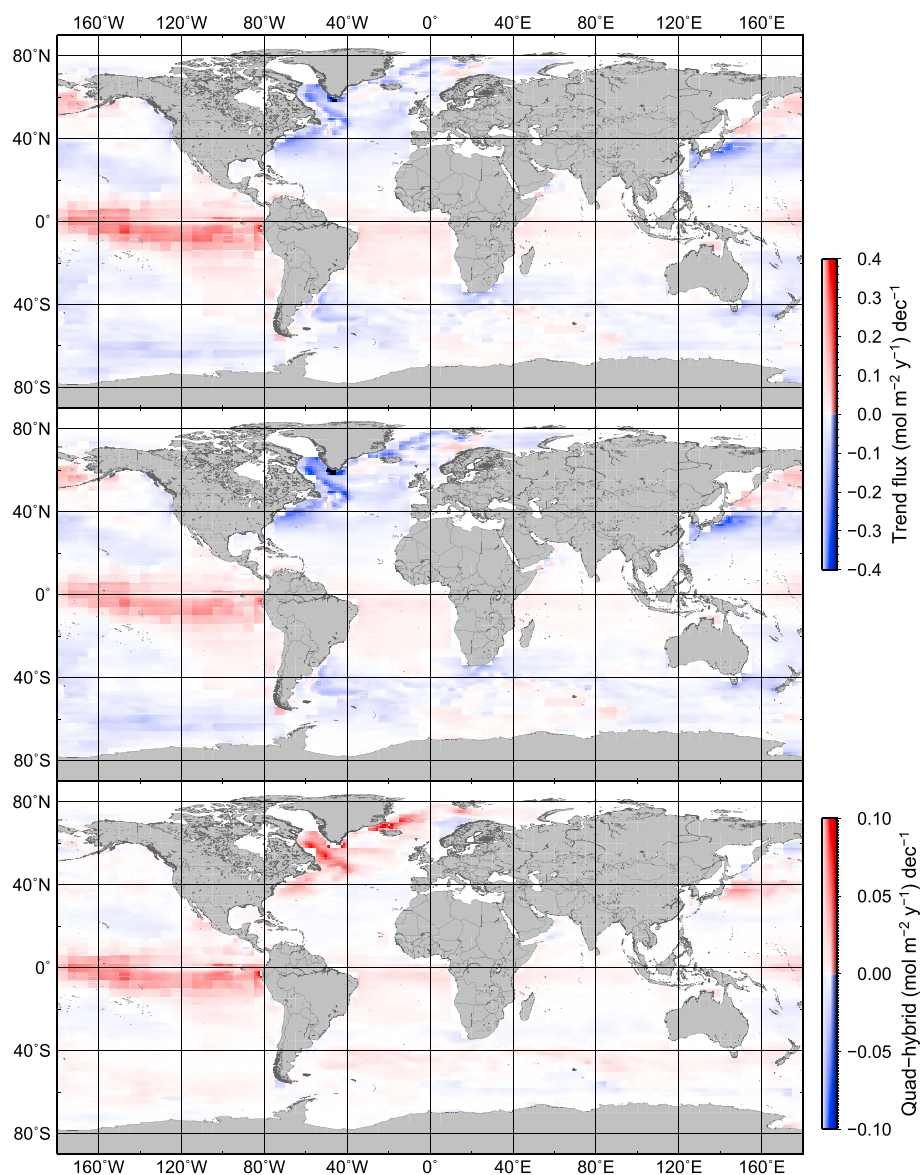 160˚W 120˚W 80˚W 40˚W 0˚ 40˚E 80˚E 120˚E 160˚E
80˚N
40˚N
0˚
40˚S
80˚S
80˚N
40˚N
0˚
40˚S
80˚S
80˚N
40˚N
0˚
40˚S
80˚S
160˚W 120˚W 80˚W 40˚W 0˚ 40˚E 80˚E 120˚E 160˚E
0.4
0.3
0.2
0.1
0.0
−0.1
−0.2
−0.3
−0.4
Trend flux (mol m⁻² y⁻¹) dec⁻¹
0.10
0.05
0.00
−0.05
−0.10
Quad−hybrid (mol m⁻² y⁻¹) dec⁻¹